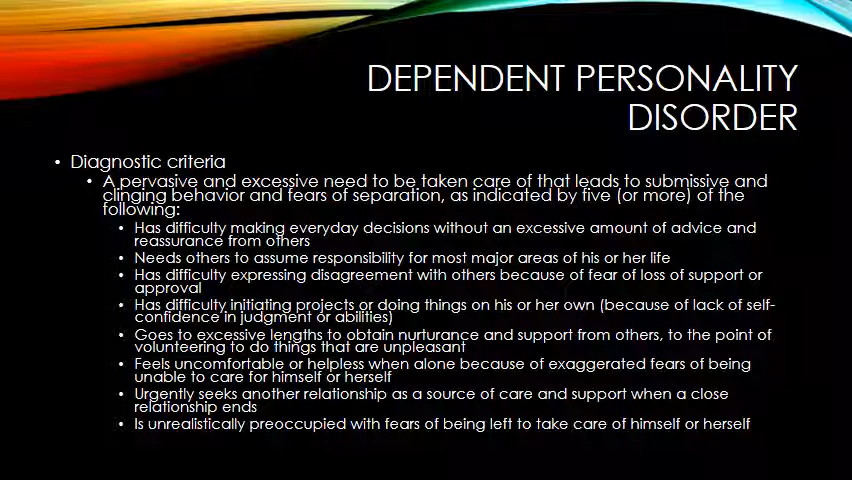 DEPENDENT PERSONALITY
DISORDER
• Diagnostic criteria
• A pervasive and excessive need to be taken care of that leads to submissive and
clinging behavior and fears of separation, as indicated by five (or more) of the
following:
• Has difficulty making everyday decisions without an excessive amount of advice and
reassurance from others
• Needs others to assume responsibility for most major areas of his or her life
• Has difficulty expressing disagreement with others because of fear of loss of support or
approval
• Has difficulty initiating projects or doing things on his or her own (because of lack of self-
confidence in judgment or abilities)
• Goes to excessive lengths to obtain nurturance and support from others, to the point of
volunteering to do things that are unpleasant
• Feels uncomfortable or helpless when alone because of exaggerated fears of being
unable to care for himself or herself
• Urgently seeks another relationship as a source of care and support when a close
relationship ends
• Is unrealistically preoccupied with fears of being left to take care of himself or herself